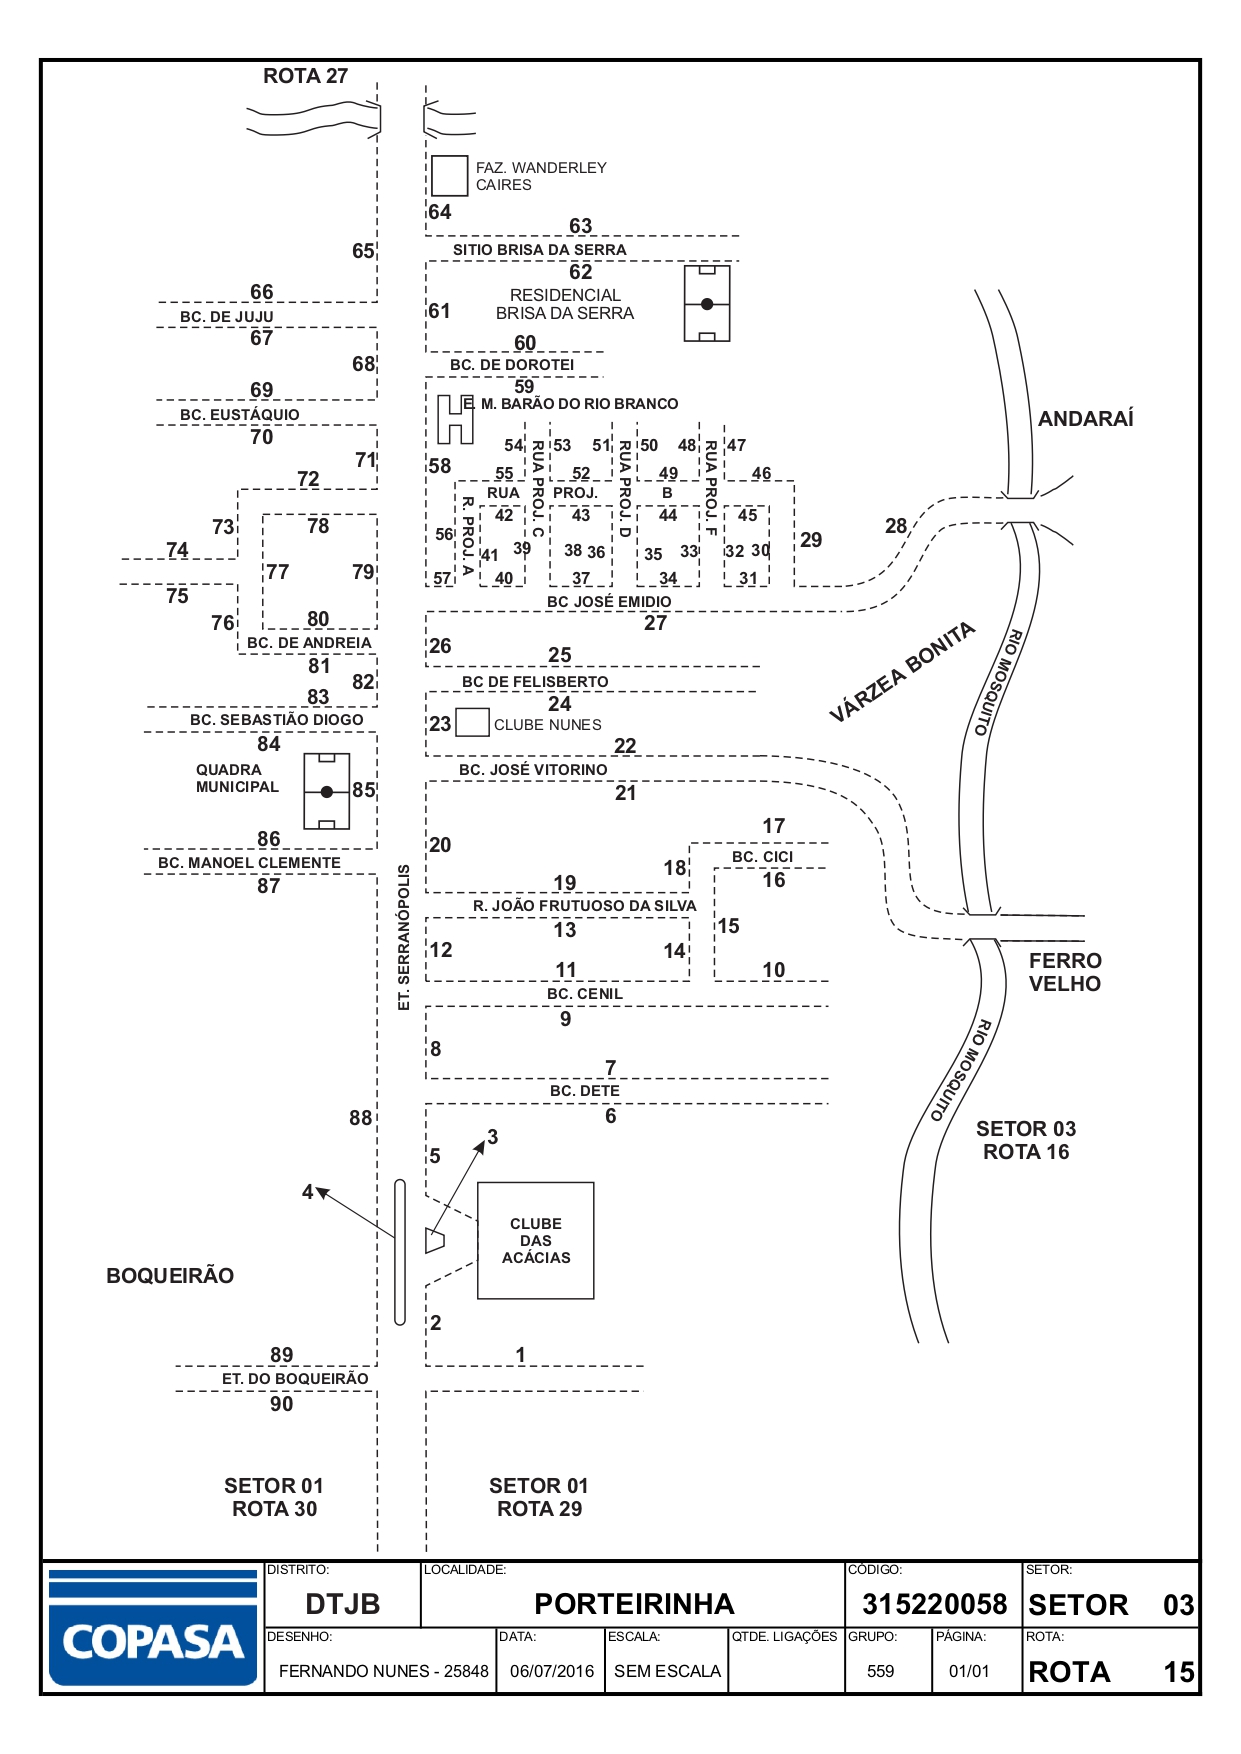 ROTA 27
FAZ. WANDERLEY
CAIRES
64
63
65
SITIO BRISA DA SERRA
62
66
RESIDENCIAL
BRISA DA SERRA
61
BC. DE JUJU
67
60
68
BC. DE DOROTEI
69
59
E. M. BARÃO DO RIO BRANCO
BC. EUSTÁQUIO
ANDARAÍ
70
54
RUA PROJ. C
53
51
RUA PROJ. D
50
48
RUA PROJ. F
47
71
58
55
52
49
46
72
RUA
PROJ.
B
R. PROJ. A
42
43
44
45
73
78
28
56
29
74
41
39
38
36
35
33
32
30
77
79
57
40
37
34
31
75
BC JOSÉ EMIDIO
76
80
27
BC. DE ANDREIA
26
25
81
82
BC DE FELISBERTO
83
24
VÁRZEA BONITA
RIO MOSQUITO
BC. SEBASTIÃO DIOGO
23
CLUBE NUNES
84
22
QUADRA
MUNICIPAL
BC. JOSÉ VITORINO
85
21
17
86
20
BC. CICI
BC. MANOEL CLEMENTE
18
87
19
16
ET. SERRANÓPOLIS
R. JOÃO FRUTUOSO DA SILVA
13
15
12
14
11
10
FERRO
VELHO
BC. CENIL
9
8
7
RIO MOSQUITO
BC. DETE
88
6
SETOR 03
ROTA 16
3
5
4
CLUBE
DAS
ACÁCIAS
BOQUEIRÃO
2
89
1
ET. DO BOQUEIRÃO
90
SETOR 01
ROTA 30
SETOR 01
ROTA 29
COPASA
DISTRITO:
DTJB
LOCALIDADE:
PORTEIRINHA
CÓDIGO:
315220058
SETOR:
SETOR 03
DESENHO:
FERNANDO NUNES - 25848
DATA:
06/07/2016
ESCALA:
SEM ESCALA
QTDE. LIGAÇÕES
GRUPO:
559
PÁGINA:
01/01
ROTA:
ROTA 15